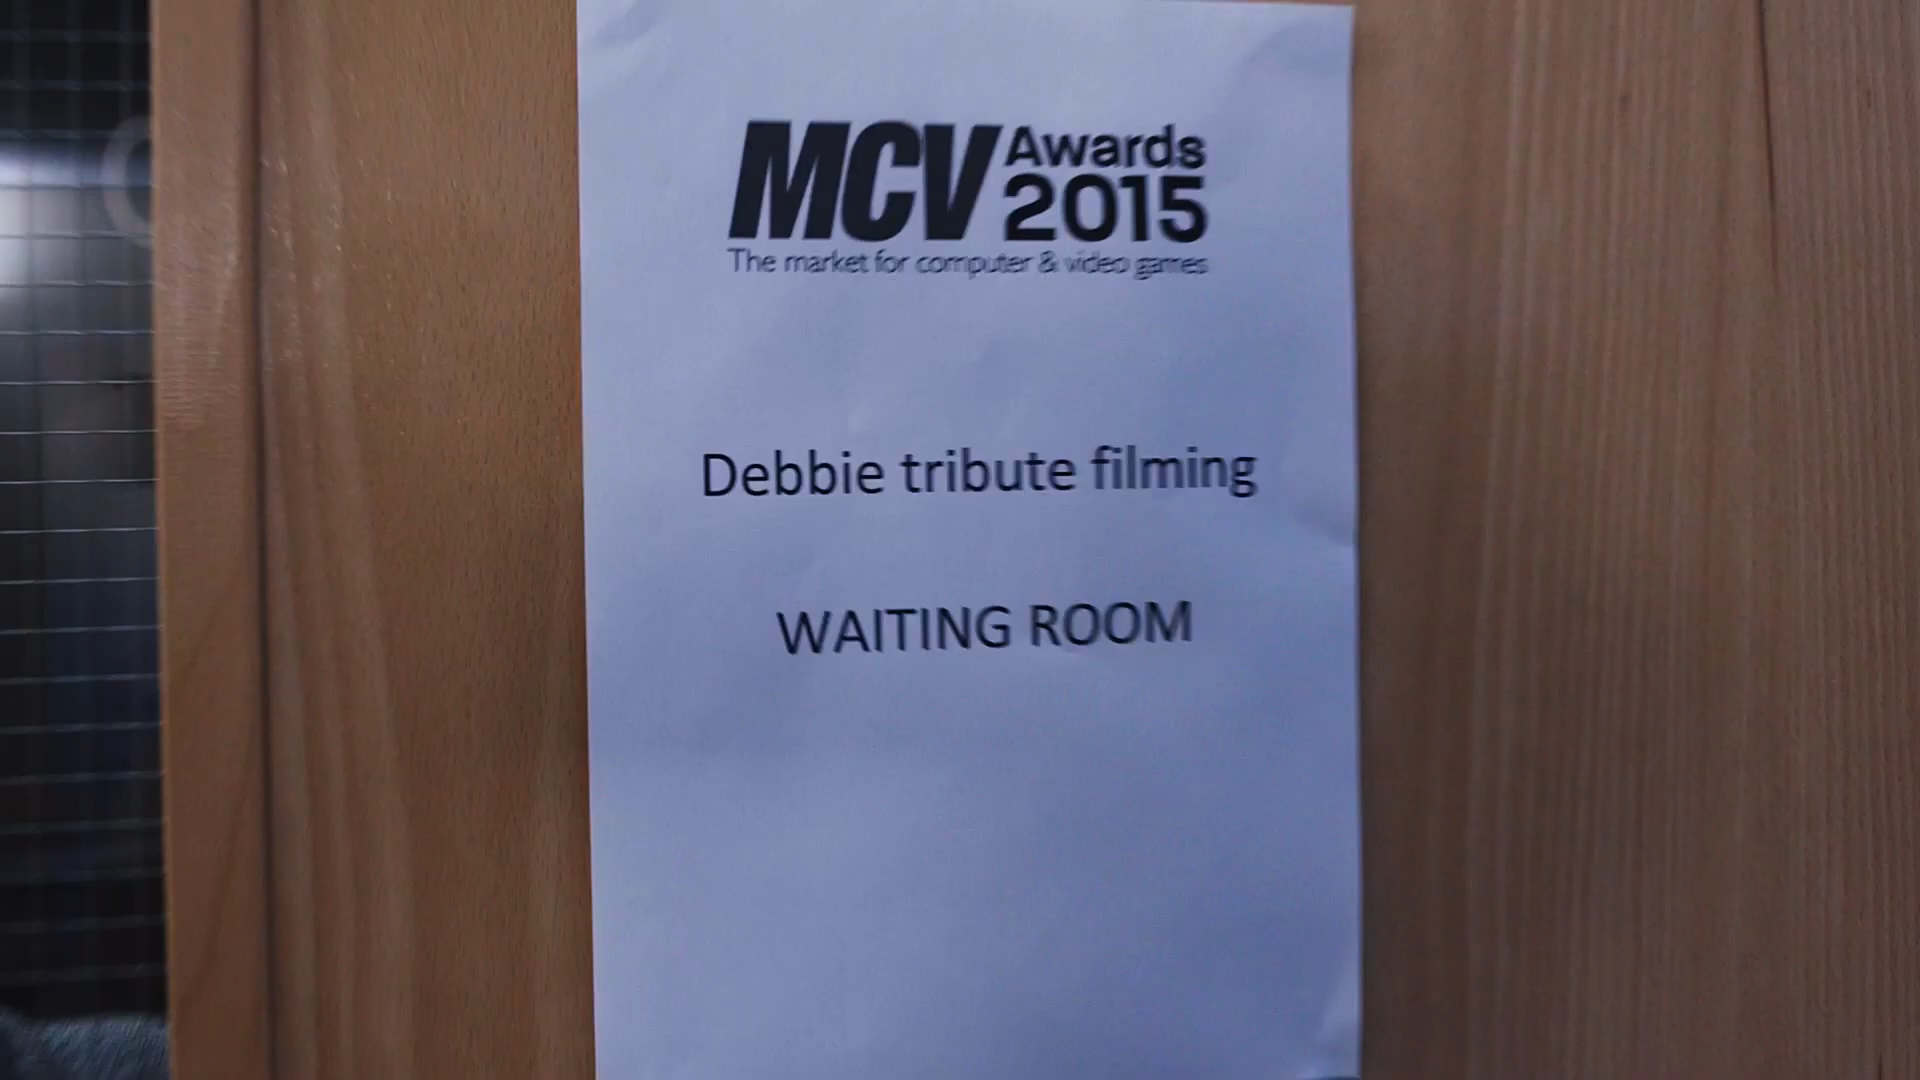 MCV Awards
2015
The market for computer & video games
Debbie tribute filming
WAITING ROOM